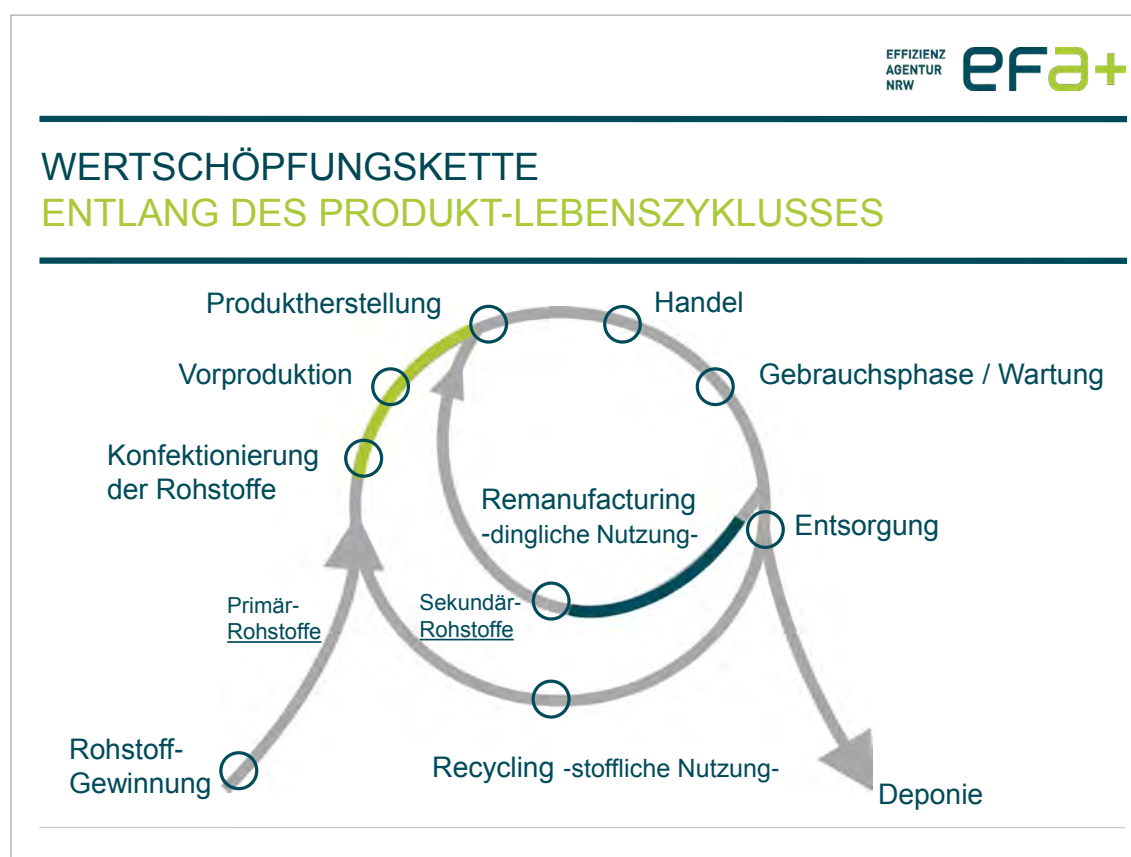 EFFIZIENZ
AGENTUR
NRW
efa+
WERTSCHÖPFUNGSKETTE
ENTLANG DES PRODUKT-LEBENSZYKLUSSES
Produktherstellung
Handel
Vorproduktion
Gebrauchsphase / Wartung
Konfektionierung
der Rohstoffe
Remanufacturing
-dingliche Nutzung-
Entsorgung
Primär-
Rohstoffe
Sekundär-
Rohstoffe
Rohstoff-
Gewinnung
Recycling -stoffliche Nutzung-
Deponie